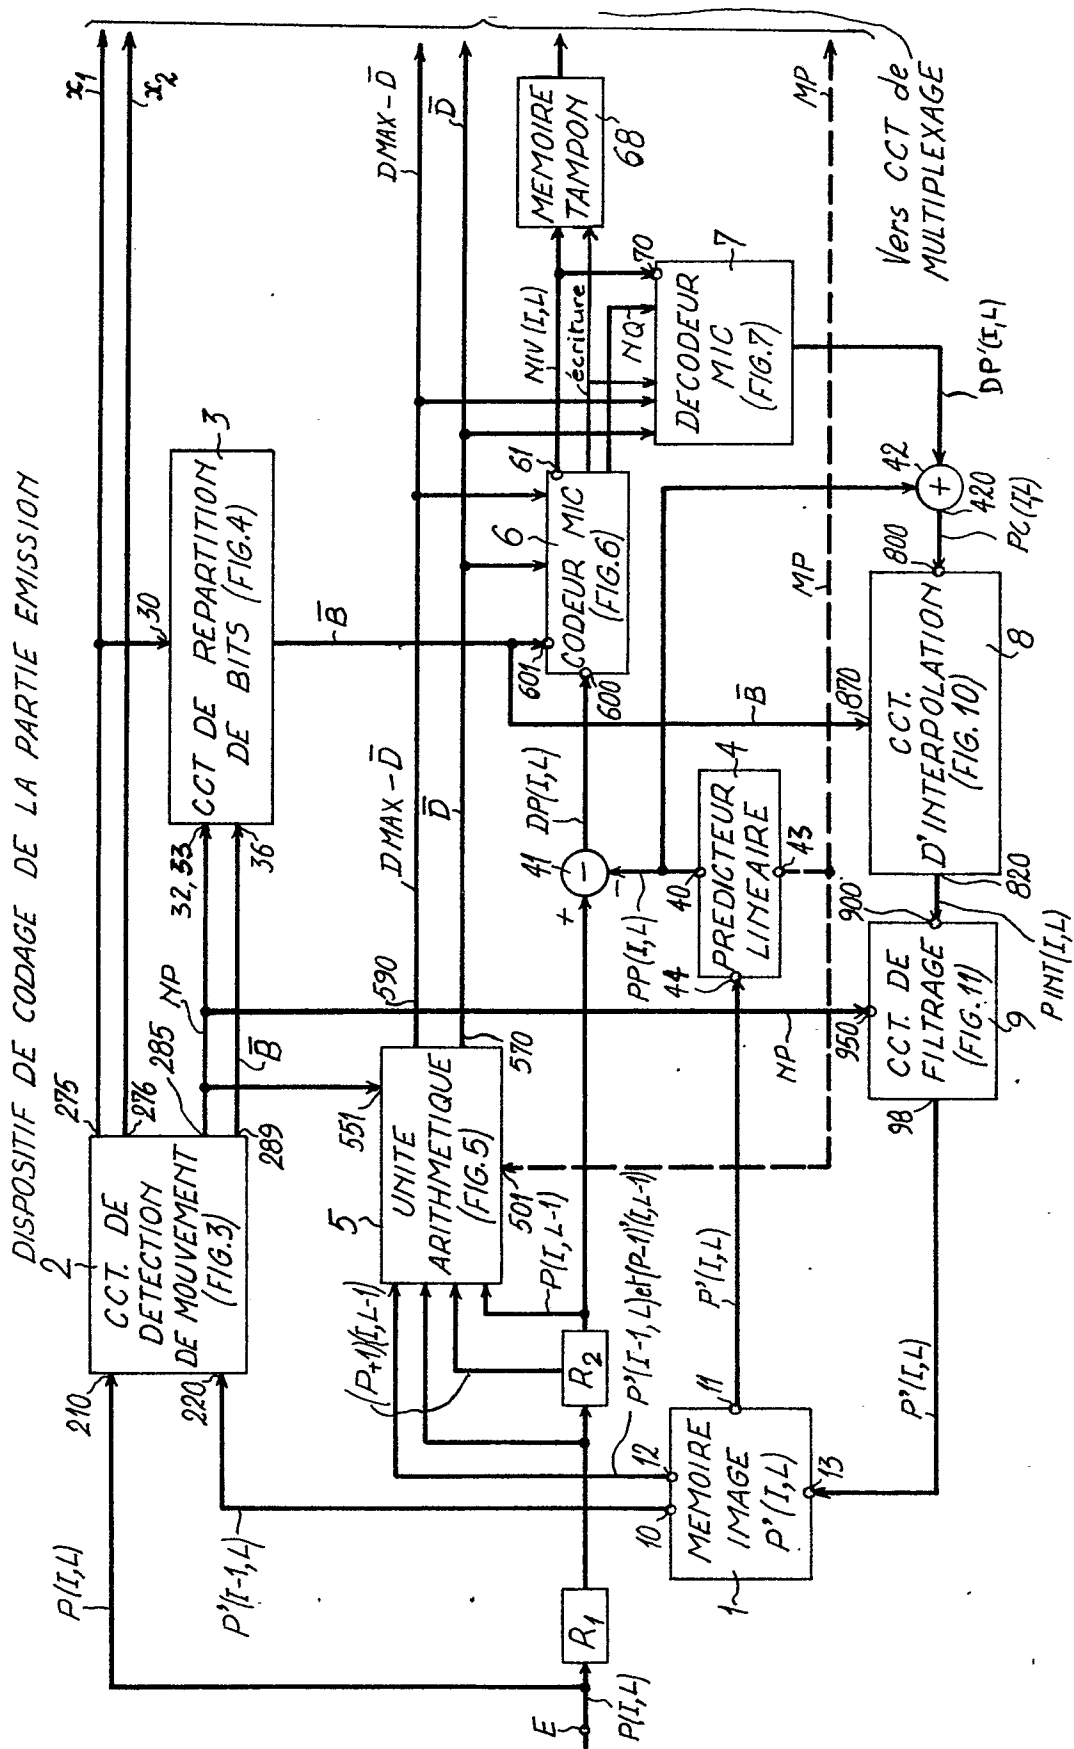 DISPOSITIF DE CODAGE DE LA PARTIE EMISSION
x1
x2
275
276
NP
285
B̅
289
2
CCT. DE
DETECTION
DE MOUVEMENT
(FIG.3)
210
220
P(I,L)
P'(I-1,L)
32,33
36
30
3
CCT DE REPARTITION
DE BITS (FIG.4)
B̅
DMAX-D̅
D̅
DMAX-D̅
D̅
590
570
551
5
UNITE
ARITHMETIQUE
(FIG.5)
501
(P+1)(I,L-1)
P(I,L-1)
E
P(I,L)
R1
R2
41
+
-
-
DP(I,L)
PP(I,L)
601
600
6
61
CODEUR MIC
(FIG.6)
NIV(I,L)
écriture
NQ
MEMOIRE
TAMPON
68
70
7
DECODEUR
MIC
(FIG.7)
DP'(I,L)
42
+
420
PC(I,L)
B̅
MP
MP
Vers CCT de
MULTIPLEXAGE
40
4
PREDICTEUR
LINEAIRE
43
44
NP
P'(I-1,L)et(P-1)'(I,L-1)
P'(I,L)
10
12
11
13
MEMOIRE
IMAGE
P'(I,L)
1
P'(I,L)
800
870
8
CCT.
D'INTERPOLATION
(FIG.10)
820
PINT(I,L)
900
950
CCT. DE
FILTRAGE
(FIG.11)
9
98